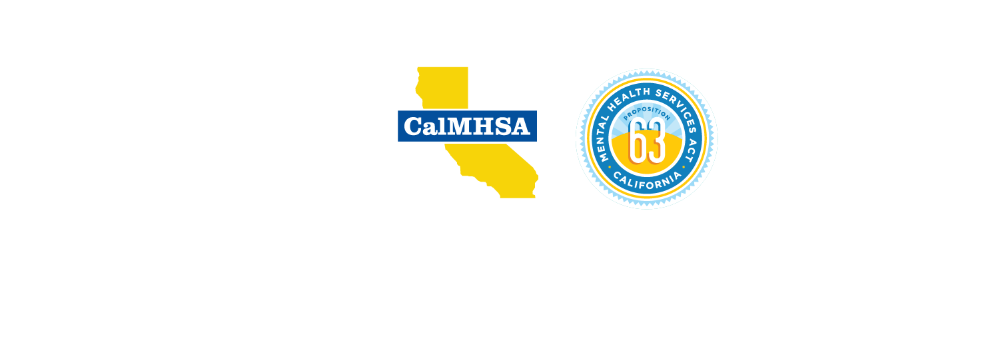 CalMHSA
MENTAL HEALTH SERVICES ACT
PROPOSITION
63
• CALIFORNIA •